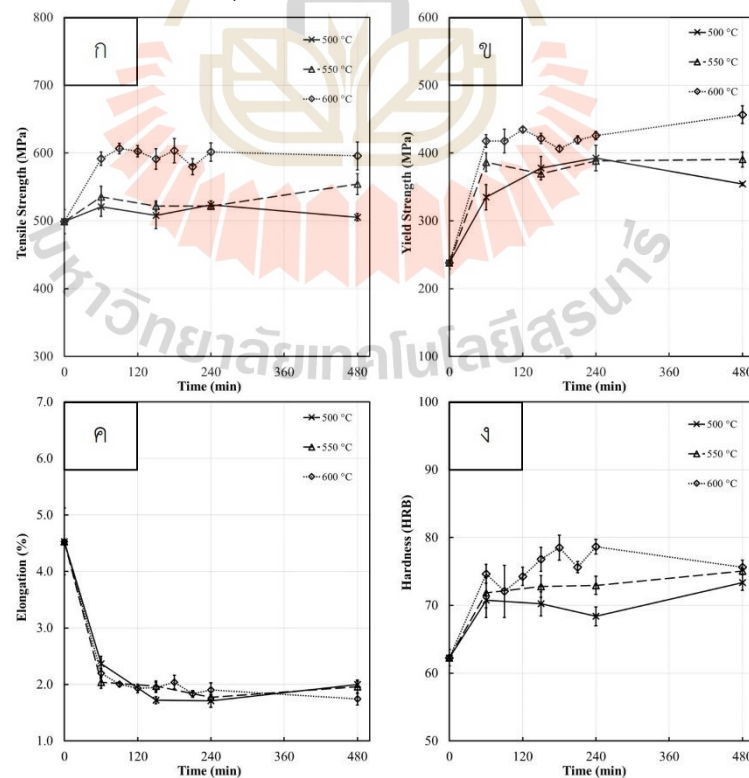 800
700
600
500
400
300
Tensile Strength (MPa)
ก
500 °C
550 °C
600 °C
0
120
240
360
480
Time (min)
600
500
400
300
200
100
Yield Strength (MPa)
ข
500 °C
550 °C
600 °C
0
120
240
360
480
Time (min)
มหาวิทยาลัยเทคโนโลยีสุรนารี
7.0
6.0
5.0
4.0
3.0
2.0
1.0
Elongation (%)
ค
500 °C
550 °C
600 °C
0
120
240
360
480
Time (min)
100
90
80
70
60
50
Hardness (HRB)
ง
500 °C
550 °C
600 °C
0
120
240
360
480
Time (min)